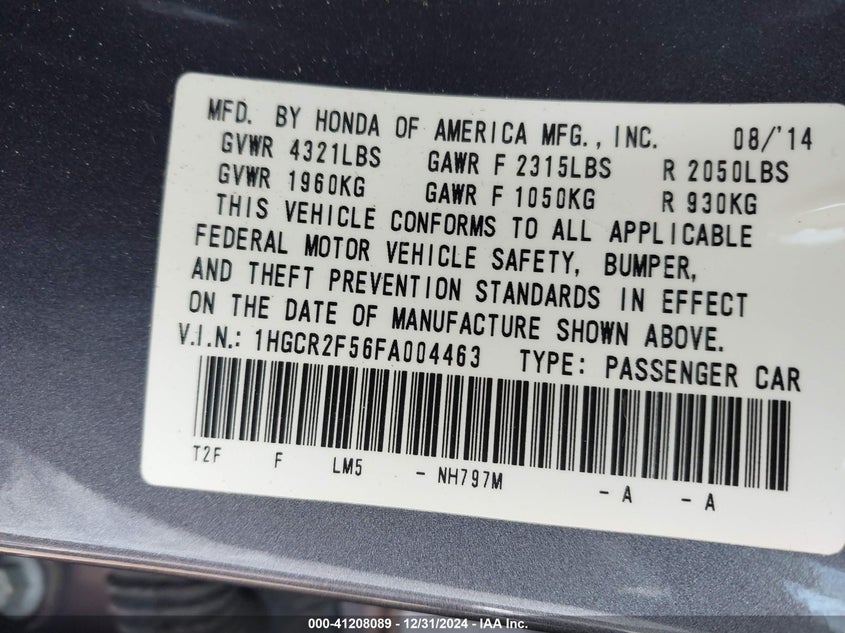 MFD. BY HONDA OF AMERICA MFG., INC. 08/'14
GVWR 4321LBS GAWR F 2315LBS R 2050LBS
GVWR 1960KG GAWR F 1050KG R 930KG
THIS VEHICLE CONFORMS TO ALL APPLICABLE
FEDERAL MOTOR VEHICLE SAFETY, BUMPER,
AND THEFT PREVENTION STANDARDS IN EFFECT
ON THE DATE OF MANUFACTURE SHOWN ABOVE.
V.I.N.: 1HGCR2F56FA004463 TYPE: PASSENGER CAR
T2F F LM5 - NH797M - A - A
000-41208089 - 12/31/2024 - IAA Inc.